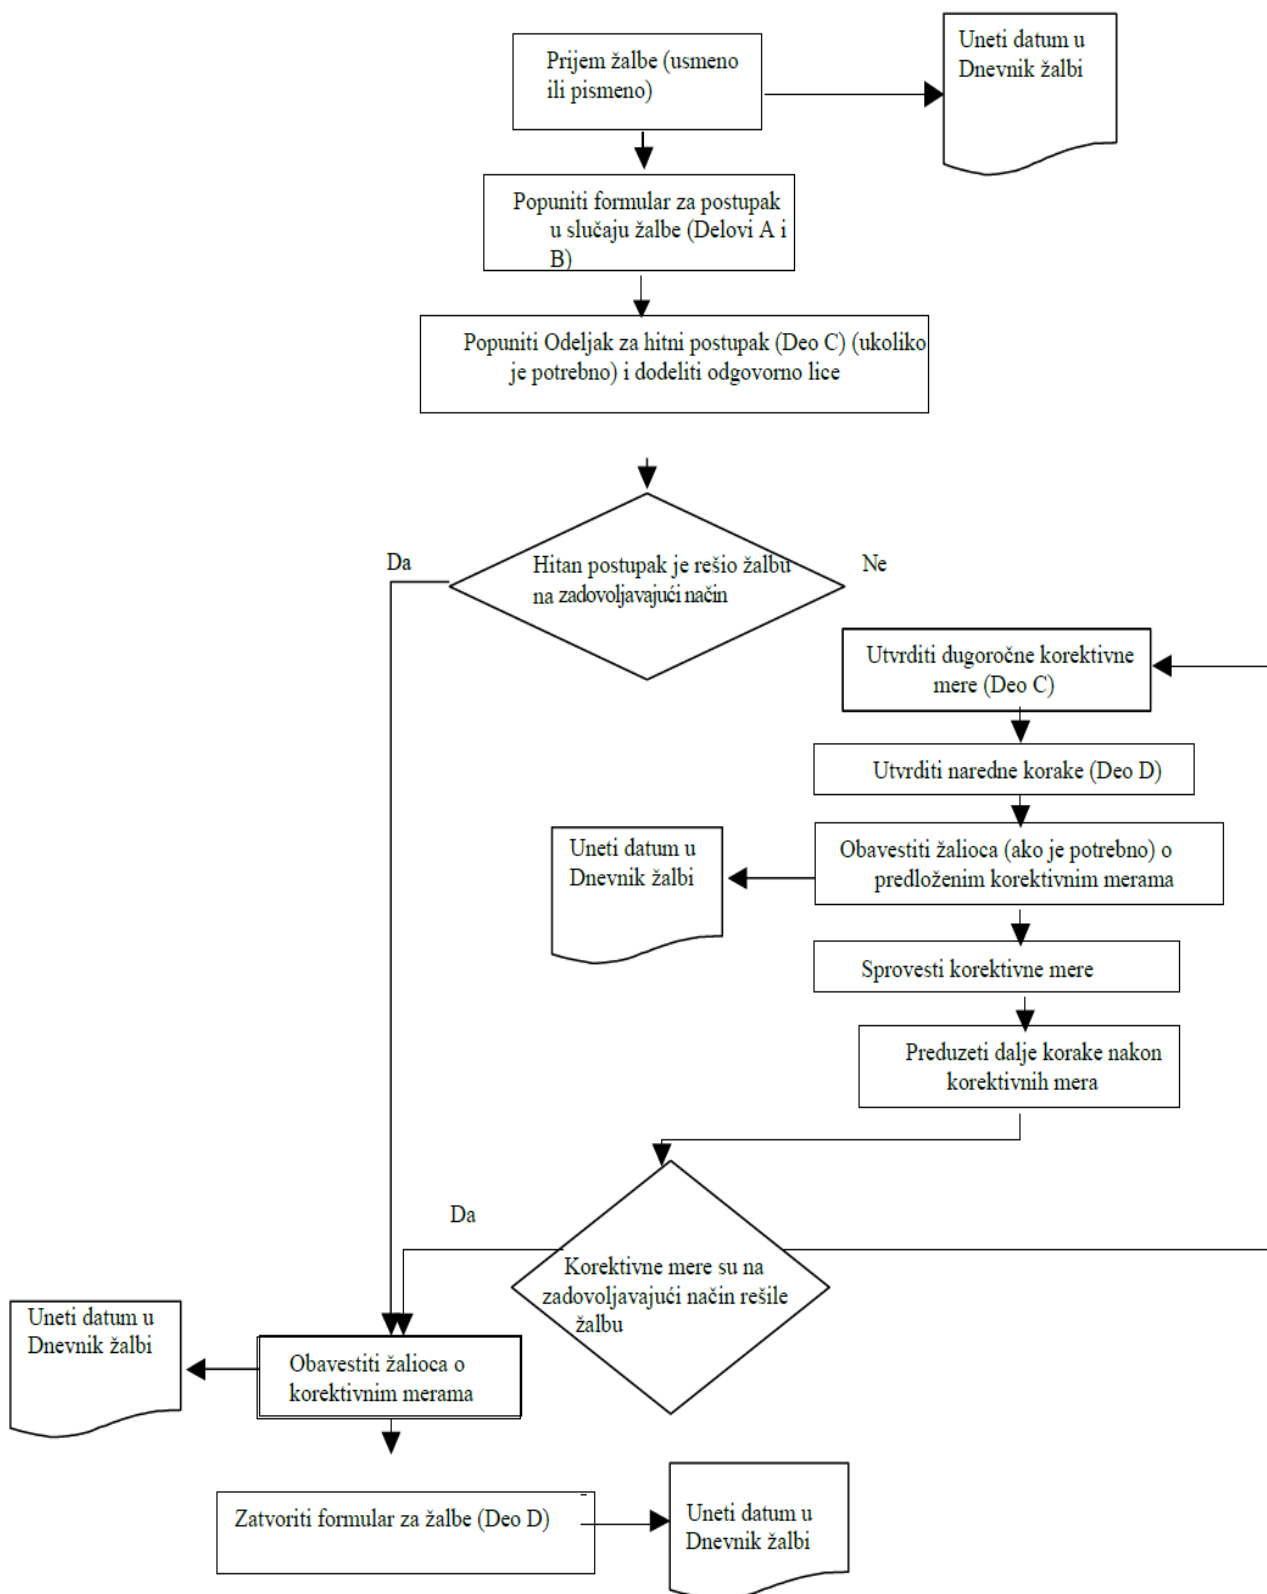 Prijem žalbe (usmeno
ili pismeno)
Uneti datum u
Dnevnik žalbi
Popuniti formular za postupak
u slučaju žalbe (Delovi A i
B)
Popuniti Odeljak za hitni postupak (Deo C) (ukoliko
je potrebno) i dodeliti odgovorno lice
Da
Hitan postupak je rešio žalbu
na zadovoljavajući način
Ne
Utvrditi dugoročne korektivne
mere (Deo C)
Utvrditi naredne korake (Deo D)
Obavestiti žalioca (ako je potrebno) o
predloženim korektivnim merama
Uneti datum u
Dnevnik žalbi
Sprovesti korektivne mere
Preduzeti dalje korake nakon
korektivnih mera
Da
Korektivne mere su na
zadovoljavajući način rešile
žalbu
Uneti datum u
Dnevnik žalbi
Obavestiti žalioca o
korektivnim merama
Zatvoriti formular za žalbe (Deo D)
Uneti datum u
Dnevnik žalbi